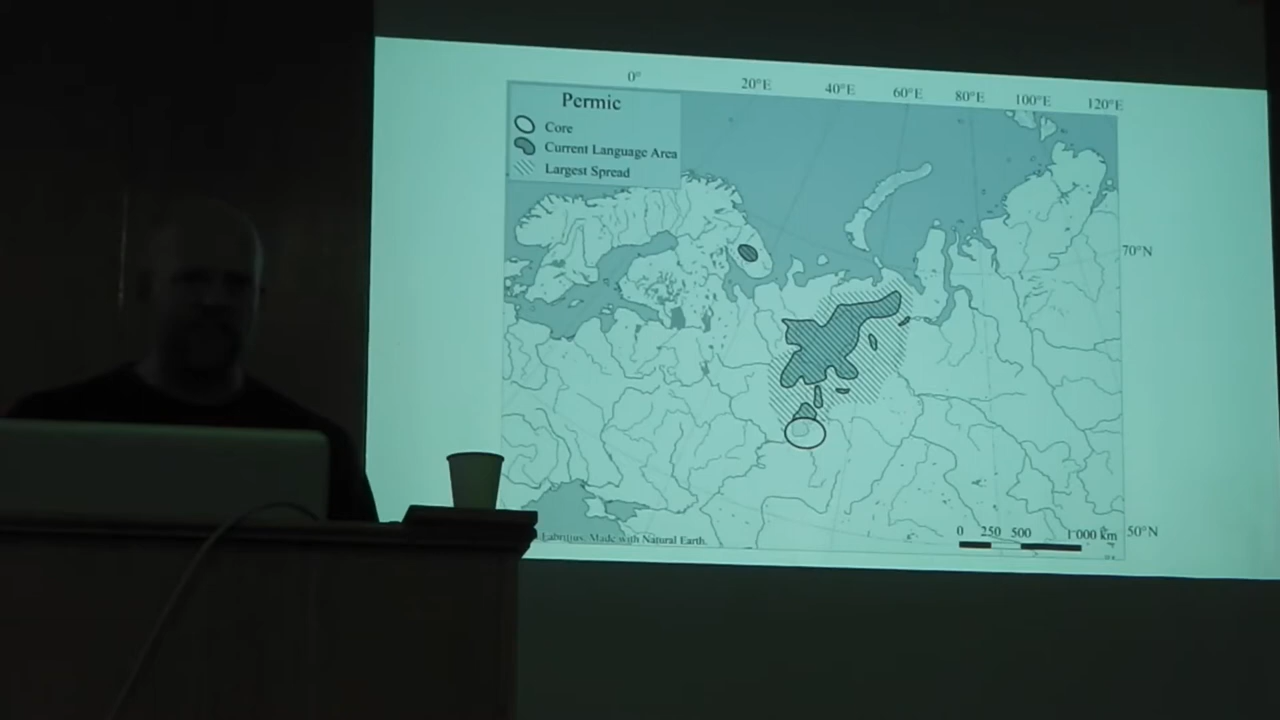 0° 20°E 40°E 60°E 80°E 100°E 120°E
Permic
Core
Current Language Area
Largest Spread
70°N
0 250 500 1 000 km
50°N
Fabritius. Made with Natural Earth.